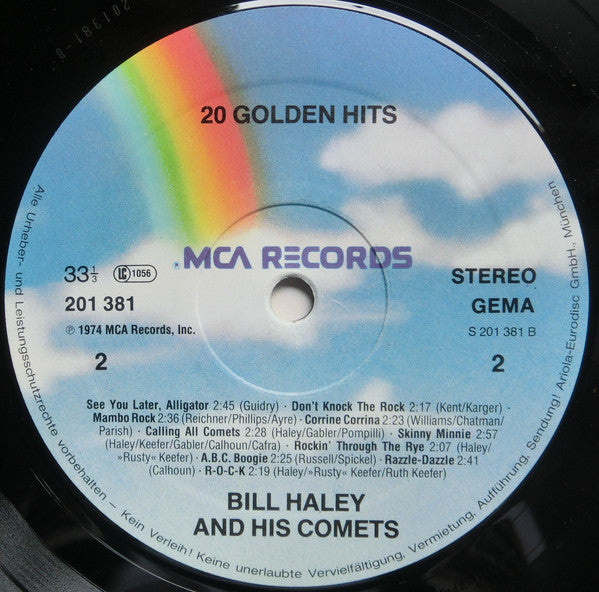 20 GOLDEN HITS
® MCA RECORDS
33⅓ LC 1056
STEREO
201 381
GEMA
℗ 1974 MCA Records, Inc.
S 201 381 B
2
2
See You Later, Alligator 2:45 (Guidry) · Don't Knock The Rock 2:17 (Kent/Karger) ·
Mambo Rock 2:36 (Reichner/Phillips/Ayre) · Corrine Corrina 2:23 (Williams/Chatman/
Parish) · Calling All Comets 2:28 (Haley/Gabler/Pompilli) · Skinny Minnie 2:57
(Haley/Keefer/Gabler/Calhoun/Cafra) · Rockin' Through The Rye 2:07 (Haley/
»Rusty« Keefer) · A.B.C. Boogie 2:25 (Russell/Spickel) · Razzle-Dazzle 2:41
(Calhoun) · R-O-C-K 2:19 (Haley/»Rusty« Keefer/Ruth Keefer)
BILL HALEY
AND HIS COMETS
Alle Urheber- und Leistungsschutzrechte vorbehalten – Kein Verleih! Keine unerlaubte Vervielfältigung, Vermietung, Aufführung, Sendung! Ariola-Eurodisc GmbH., München
201381-B